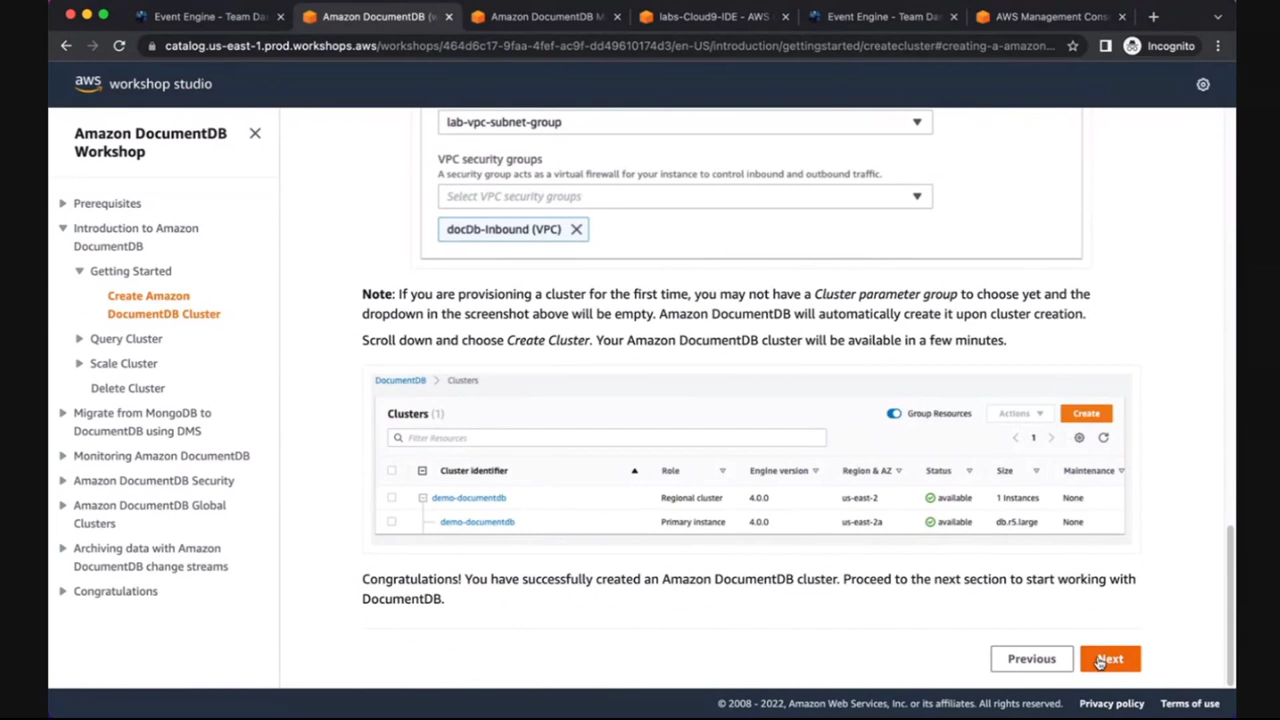 Event Engine - Team Da
Amazon DocumentDB (w
Amazon DocumentDB M
labs-Cloud9-IDE - AWS C
Event Engine - Team Da
AWS Management Cons
catalog.us-east-1.prod.workshops.aws/workshops/464d6c17-9faa-4fef-ac9f-dd49610174d3/en-US/introduction/gettingstarted/createcluster#creating-a-amazon...
Incognito
aws workshop studio
Amazon DocumentDB
Workshop
Prerequisites
Introduction to Amazon
DocumentDB
Getting Started
Create Amazon
DocumentDB Cluster
Query Cluster
Scale Cluster
Delete Cluster
Migrate from MongoDB to
DocumentDB using DMS
Monitoring Amazon DocumentDB
Amazon DocumentDB Security
Amazon DocumentDB Global
Clusters
Archiving data with Amazon
DocumentDB change streams
Congratulations
lab-vpc-subnet-group
VPC security groups
A security group acts as a virtual firewall for your instance to control inbound and outbound traffic.
Select VPC security groups
docDb-Inbound (VPC)
Note: If you are provisioning a cluster for the first time, you may not have a Cluster parameter group to choose yet and the
dropdown in the screenshot above will be empty. Amazon DocumentDB will automatically create it upon cluster creation.
Scroll down and choose Create Cluster. Your Amazon DocumentDB cluster will be available in a few minutes.
DocumentDB > Clusters
Clusters (1) Group Resources Actions Create
Filter Resources 1
Cluster identifier Role Engine version Region & AZ Status Size Maintenance
demo-documentdb Regional cluster 4.0.0 us-east-2 available 1 Instances None
demo-documentdb Primary instance 4.0.0 us-east-2a available db.r5.large None
Congratulations! You have successfully created an Amazon DocumentDB cluster. Proceed to the next section to start working with
DocumentDB.
Previous Next
© 2008 - 2022, Amazon Web Services, Inc. or its affiliates. All rights reserved. Privacy policy Terms of use